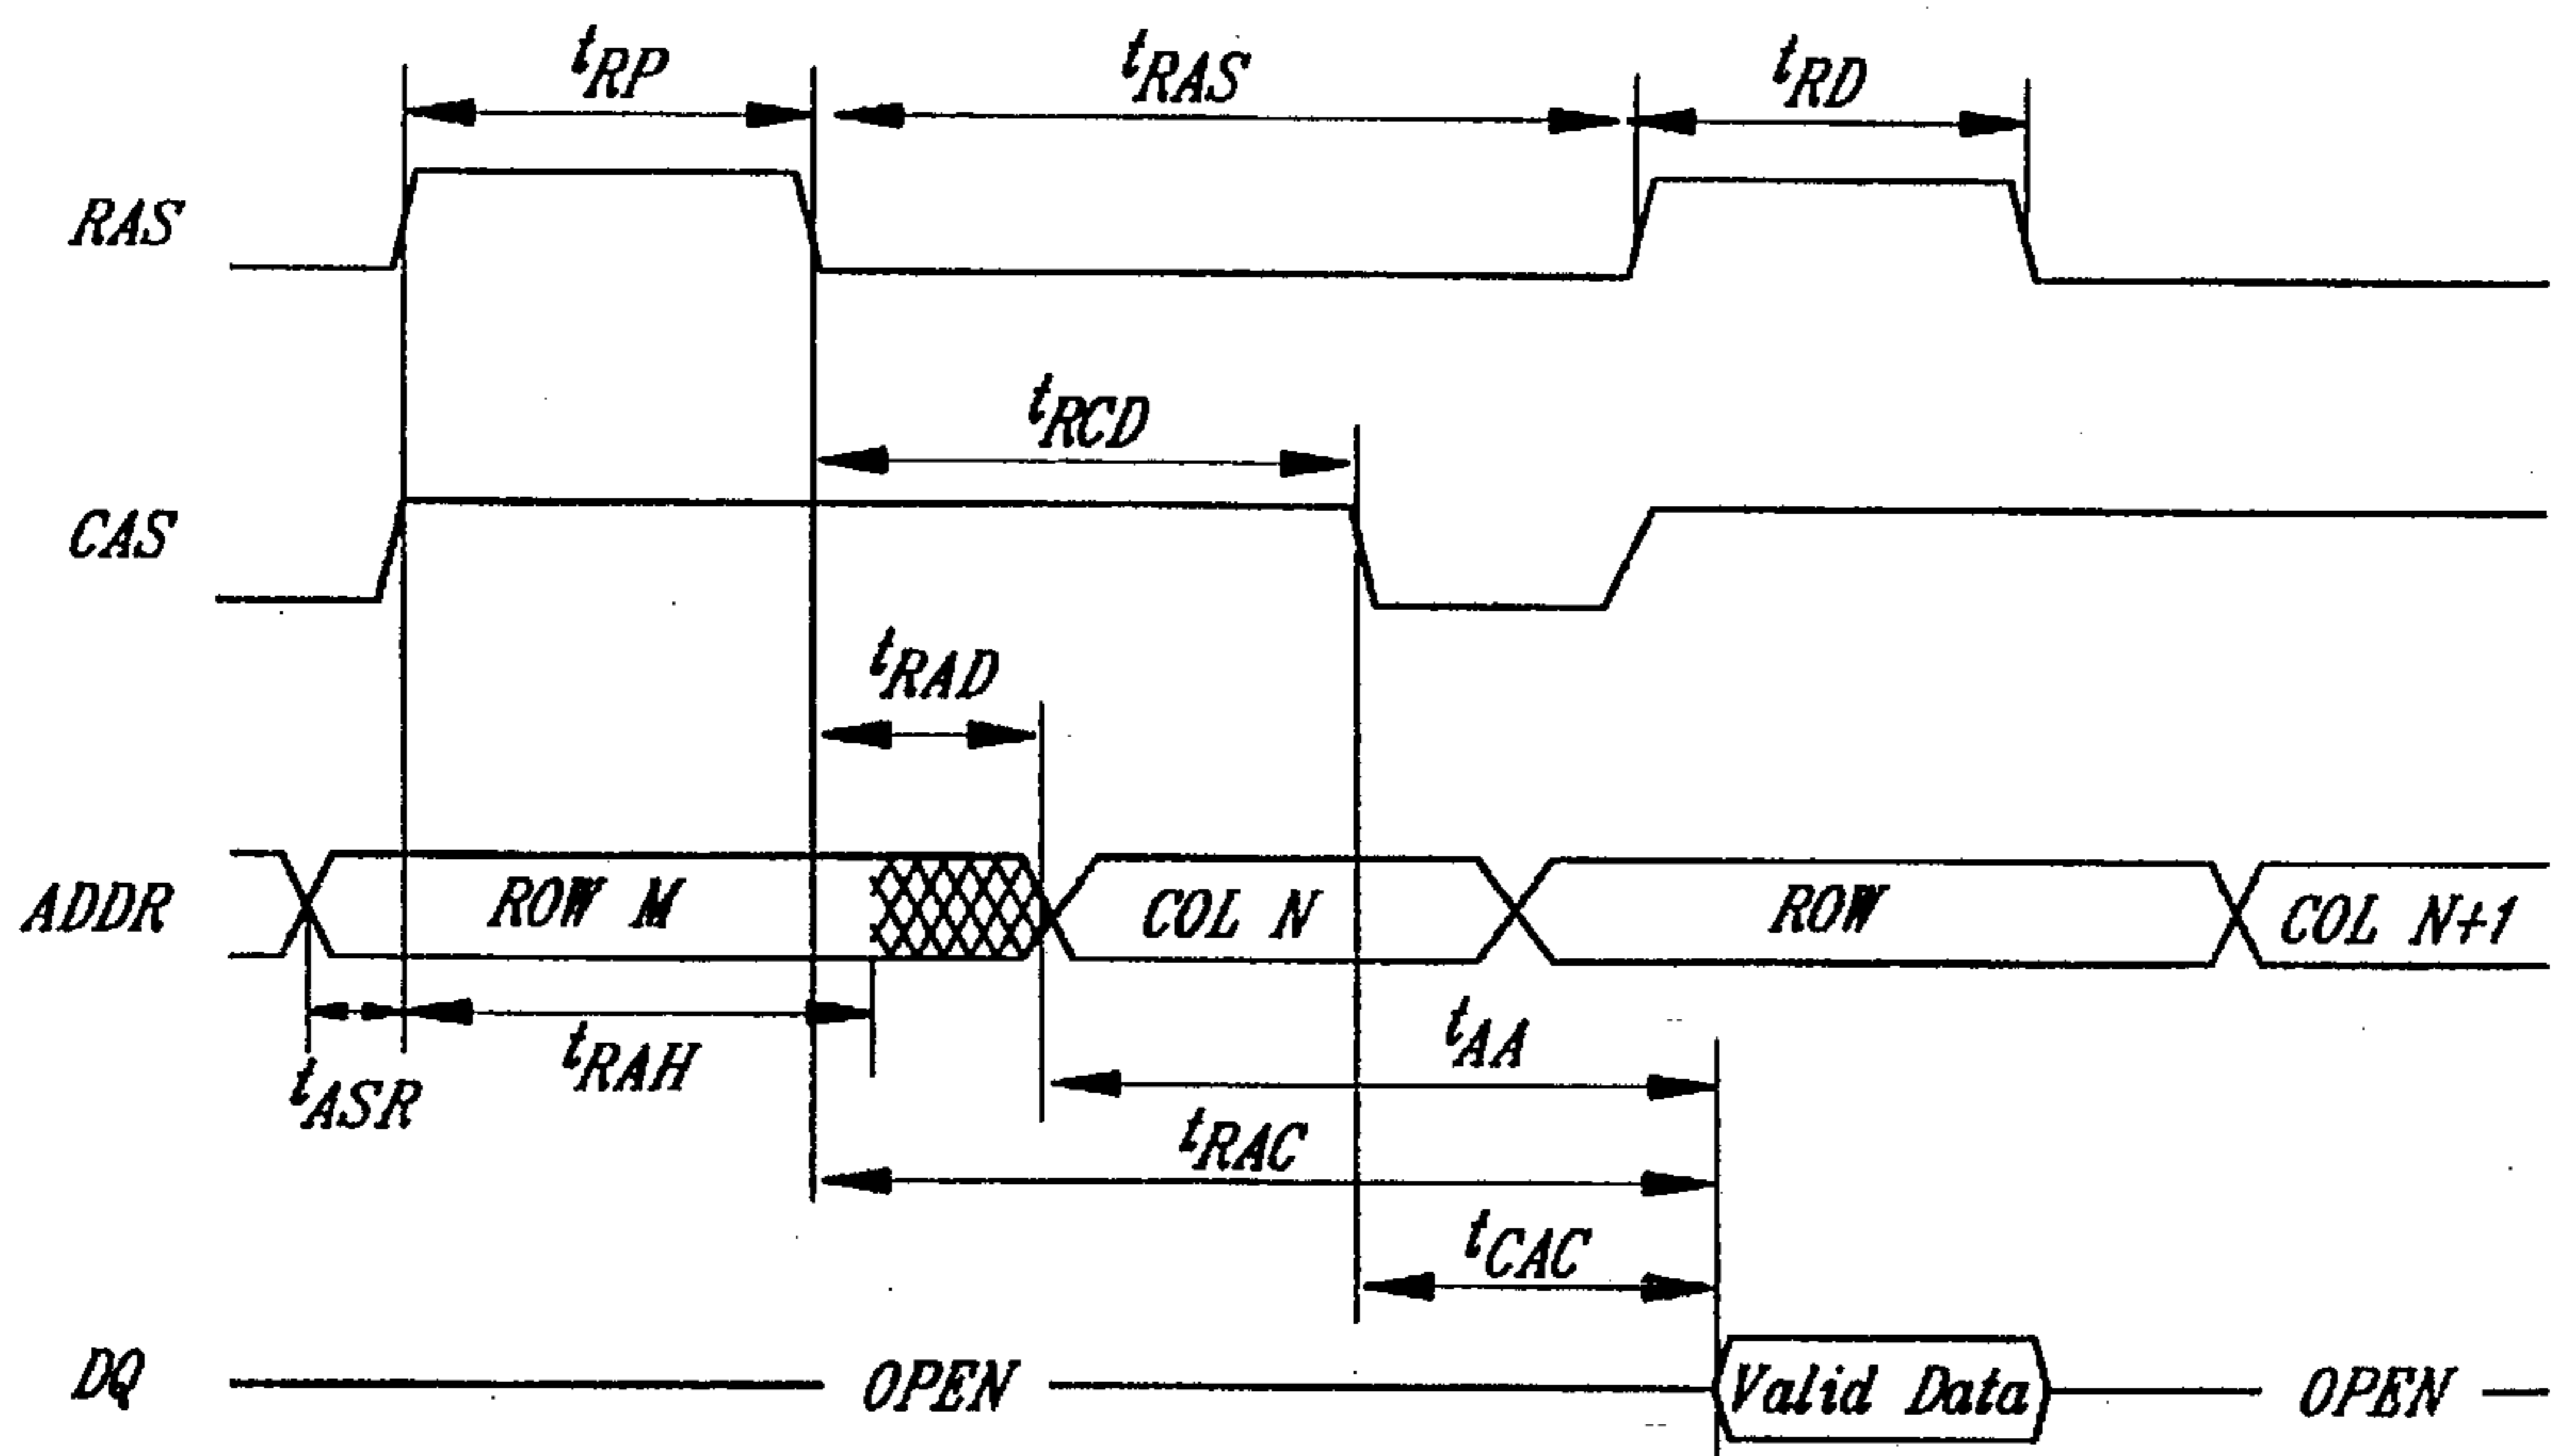 tRP
tRAS
tRD
RAS
tRCD
CAS
tRAD
ADDR
ROW M
COL N
ROW
COL N+1
tASR
tRAH
tAA
tRAC
tCAC
DQ
OPEN
Valid Data
OPEN